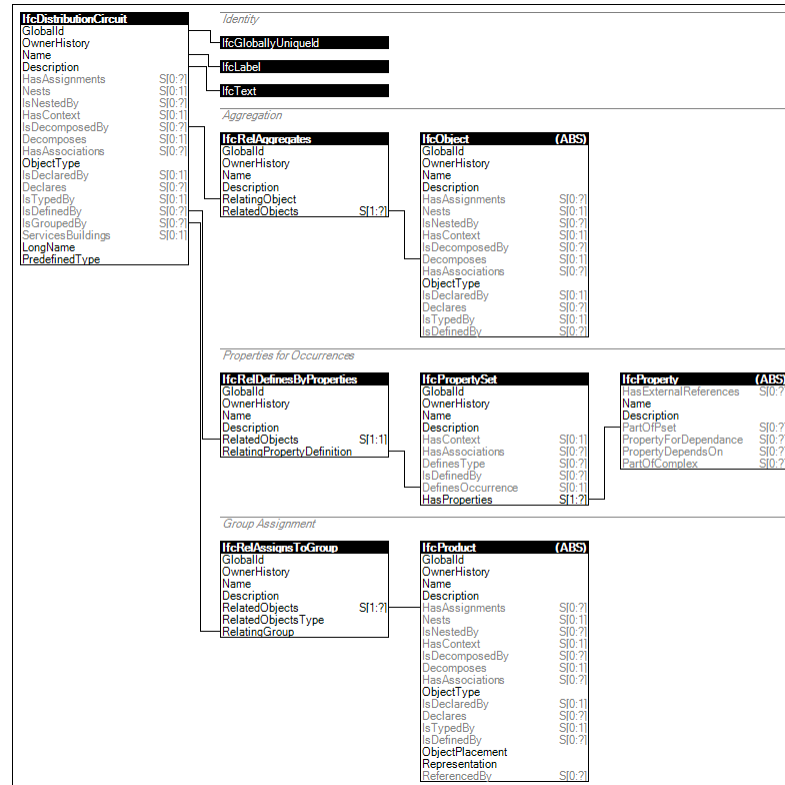 IfcDistributionCircuit
GlobalId
OwnerHistory
Name
Description
HasAssignments S[0:?]
Nests S[0:1]
IsNestedBy S[0:?]
HasContext S[0:1]
IsDecomposedBy S[0:?]
Decomposes S[0:1]
HasAssociations S[0:?]
ObjectType
IsDeclaredBy S[0:1]
Declares S[0:?]
IsTypedBy S[0:1]
IsDefinedBy S[0:?]
IsGroupedBy S[0:?]
ServicesBuildings S[0:1]
LongName
PredefinedType
Identity
IfcGloballyUniqueId
IfcLabel
IfcText
Aggregation
IfcRelAggregates
GlobalId
OwnerHistory
Name
Description
RelatingObject
RelatedObjects S[1:?]
IfcObject (ABS)
GlobalId
OwnerHistory
Name
Description
HasAssignments S[0:?]
Nests S[0:1]
IsNestedBy S[0:?]
HasContext S[0:1]
IsDecomposedBy S[0:?]
Decomposes S[0:1]
HasAssociations S[0:?]
ObjectType
IsDeclaredBy S[0:1]
Declares S[0:?]
IsTypedBy S[0:1]
IsDefinedBy S[0:?]
Properties for Occurrences
IfcRelDefinesByProperties
GlobalId
OwnerHistory
Name
Description
RelatedObjects S[1:1]
RelatingPropertyDefinition
IfcPropertySet
GlobalId
OwnerHistory
Name
Description
HasContext S[0:1]
HasAssociations S[0:?]
DefinesType S[0:?]
IsDefinedBy S[0:?]
DefinesOccurrence S[0:1]
HasProperties S[1:?]
IfcProperty (ABS)
HasExternalReferences S[0:?
Name
Description
PartOfPset S[0:?
PropertyForDependance S[0:?
PropertyDependsOn S[0:?
PartOfComplex S[0:?
Group Assignment
IfcRelAssignsToGroup
GlobalId
OwnerHistory
Name
Description
RelatedObjects S[1:?]
RelatedObjectsType
RelatingGroup
IfcProduct (ABS)
GlobalId
OwnerHistory
Name
Description
HasAssignments S[0:?]
Nests S[0:1]
IsNestedBy S[0:?]
HasContext S[0:1]
IsDecomposedBy S[0:?]
Decomposes S[0:1]
HasAssociations S[0:?]
ObjectType
IsDeclaredBy S[0:1]
Declares S[0:?]
IsTypedBy S[0:1]
IsDefinedBy S[0:?]
ObjectPlacement
Representation
ReferencedBy S[0:?]